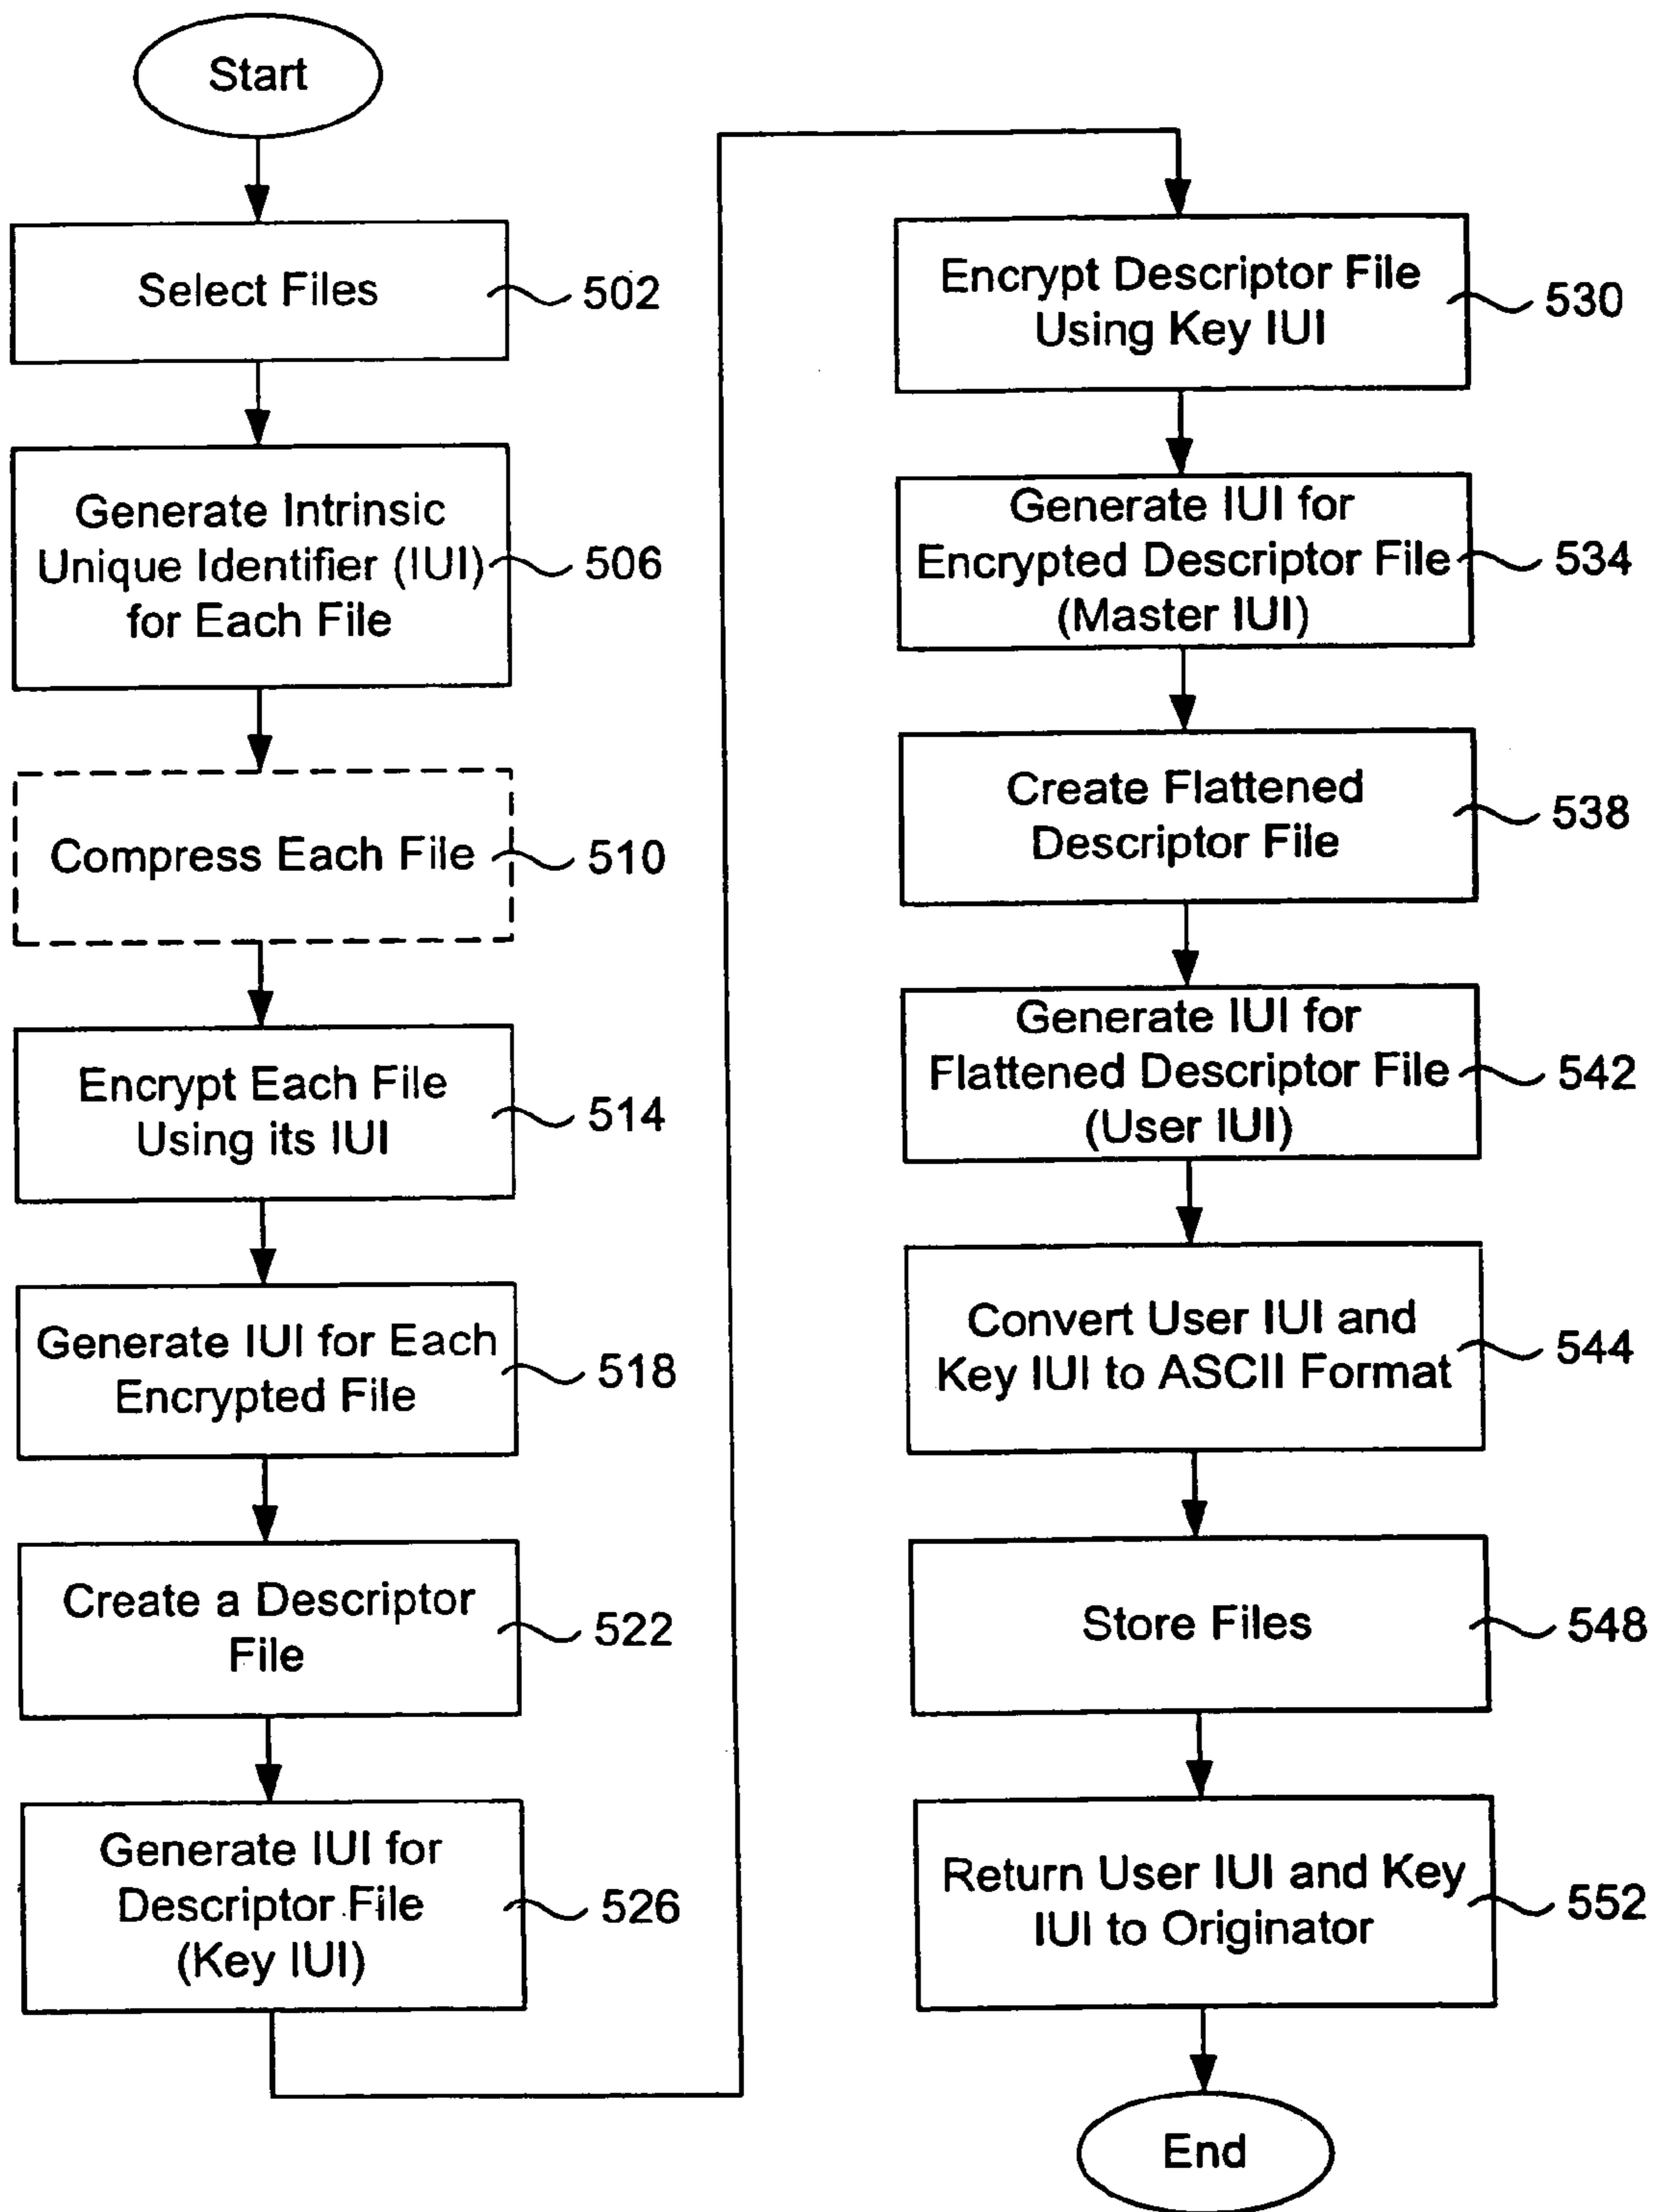 Start
Select Files
502
Generate Intrinsic
Unique Identifier (IUI)
for Each File
506
Compress Each File
510
Encrypt Each File
Using its IUI
514
Generate IUI for Each
Encrypted File
518
Create a Descriptor
File
522
Generate IUI for
Descriptor File
(Key IUI)
526
Encrypt Descriptor File
Using Key IUI
530
Generate IUI for
Encrypted Descriptor File
(Master IUI)
534
Create Flattened
Descriptor File
538
Generate IUI for
Flattened Descriptor File
(User IUI)
542
Convert User IUI and
Key IUI to ASCII Format
544
Store Files
548
Return User IUI and Key
IUI to Originator
552
End